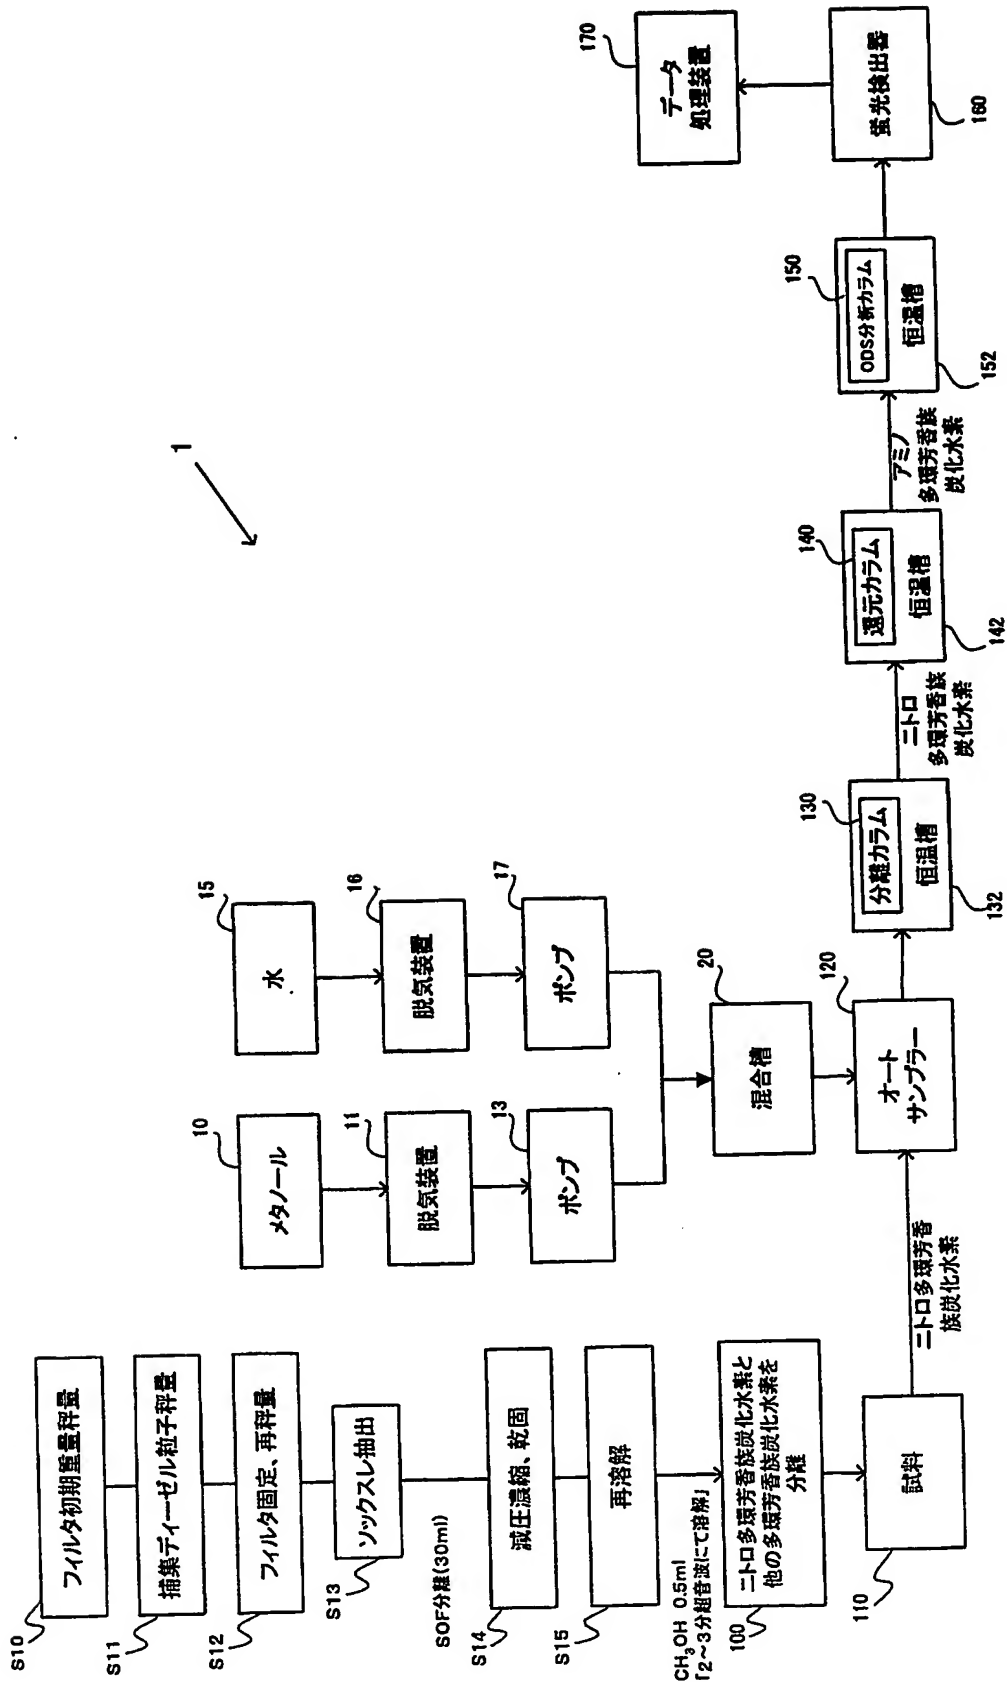 1
S10
フィルタ初期重量秤量
S11
捕集ディーゼル粒子秤量
S12
フィルタ固定、再秤量
S13
ソックスレ抽出
SOF分離(30ml)
S14
減圧濃縮、乾固
S15
再溶解
CH₃OH 0.5ml
「2～3分超音波にて溶解」
100
ニトロ多環芳香族炭化水素と
他の多環芳香族炭化水素を
分離
110
試料
ニトロ多環芳香
族炭化水素
10
メタノール
11
脱気装置
13
ポンプ
15
水
16
脱気装置
17
ポンプ
20
混合槽
120
オート
サンプラー
130
分離カラム
恒温槽
132
ニトロ
多環芳香族
炭化水素
140
還元カラム
恒温槽
142
アミノ
多環芳香族
炭化水素
150
ODS分析カラム
恒温槽
152
蛍光検出器
160
170
データ
処理装置